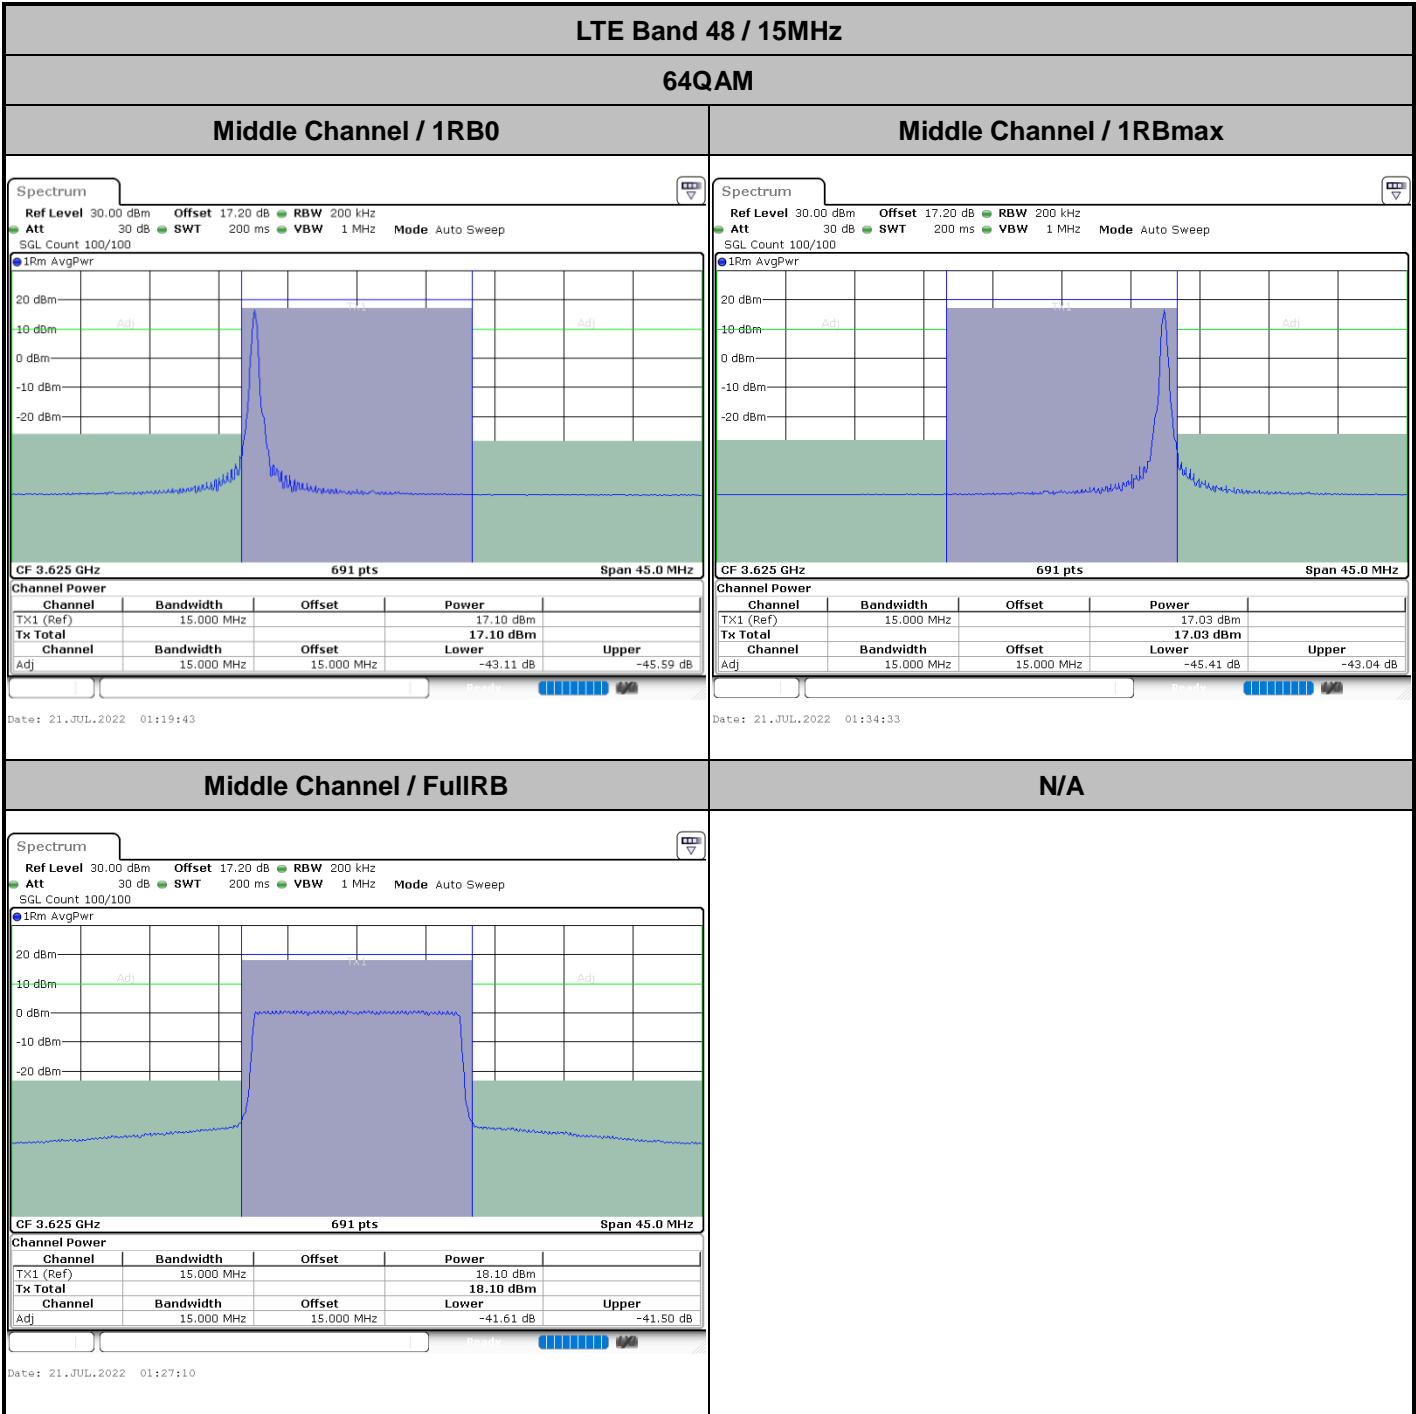 LTE Band 48 / 15MHz
64QAM
Middle Channel / 1RB0
Middle Channel / 1RBmax
Spectrum
Ref Level 30.00 dBm Offset 17.20 dB RBW 200 kHz
Att 30 dB SWT 200 ms VBW 1 MHz Mode Auto Sweep
SGL Count 100/100
1Rm AvgPwr
TX1
20 dBm
Adj
Adj
10 dBm
0 dBm
-10 dBm
-20 dBm
CF 3.625 GHz 691 pts Span 45.0 MHz
Channel Power
Channel Bandwidth Offset Power
TX1 (Ref) 15.000 MHz 17.10 dBm
Tx Total 17.10 dBm
Channel Bandwidth Offset Lower Upper
Adj 15.000 MHz 15.000 MHz -43.11 dB -45.59 dB
Ready
Date: 21.JUL.2022 01:19:43
Spectrum
Ref Level 30.00 dBm Offset 17.20 dB RBW 200 kHz
Att 30 dB SWT 200 ms VBW 1 MHz Mode Auto Sweep
SGL Count 100/100
1Rm AvgPwr
TX1
20 dBm
Adj
Adj
10 dBm
0 dBm
-10 dBm
-20 dBm
CF 3.625 GHz 691 pts Span 45.0 MHz
Channel Power
Channel Bandwidth Offset Power
TX1 (Ref) 15.000 MHz 17.03 dBm
Tx Total 17.03 dBm
Channel Bandwidth Offset Lower Upper
Adj 15.000 MHz 15.000 MHz -45.41 dB -43.04 dB
Ready
Date: 21.JUL.2022 01:34:33
Middle Channel / FullRB
N/A
Spectrum
Ref Level 30.00 dBm Offset 17.20 dB RBW 200 kHz
Att 30 dB SWT 200 ms VBW 1 MHz Mode Auto Sweep
SGL Count 100/100
1Rm AvgPwr
TX1
20 dBm
Adj
Adj
10 dBm
0 dBm
-10 dBm
-20 dBm
CF 3.625 GHz 691 pts Span 45.0 MHz
Channel Power
Channel Bandwidth Offset Power
TX1 (Ref) 15.000 MHz 18.10 dBm
Tx Total 18.10 dBm
Channel Bandwidth Offset Lower Upper
Adj 15.000 MHz 15.000 MHz -41.61 dB -41.50 dB
Ready
Date: 21.JUL.2022 01:27:10